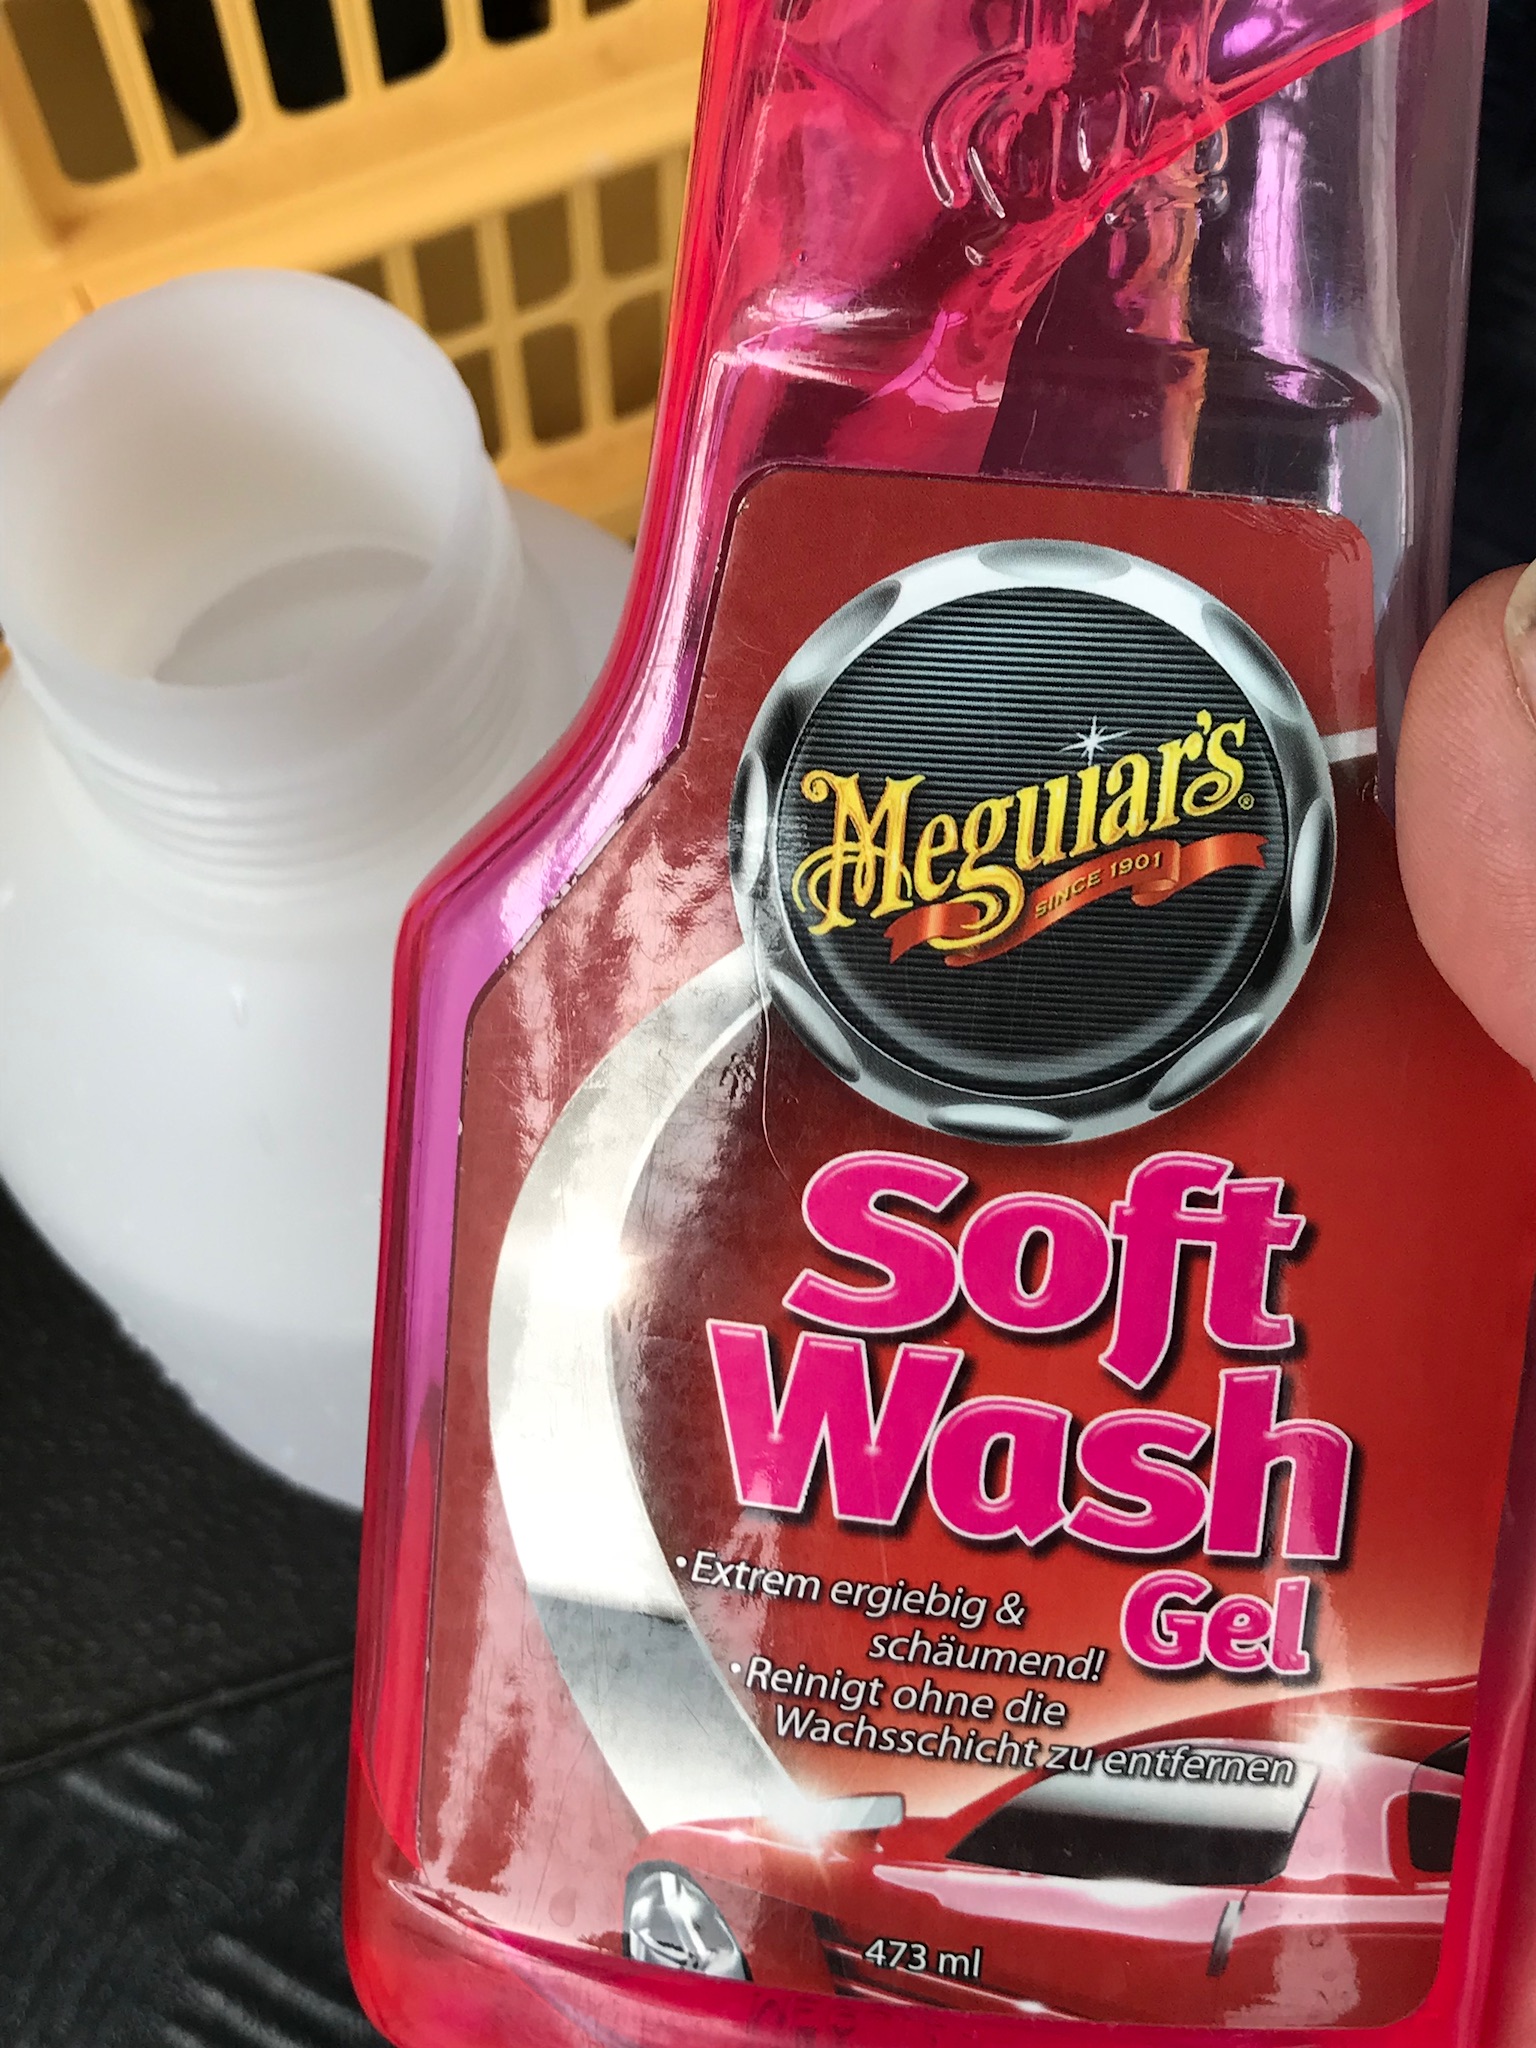 Meguiar's
SINCE 1901
Soft
Wash
Gel
• Extrem ergiebig &
schäumend!
• Reinigt ohne die
Wachsschicht zu entfernen
473 ml